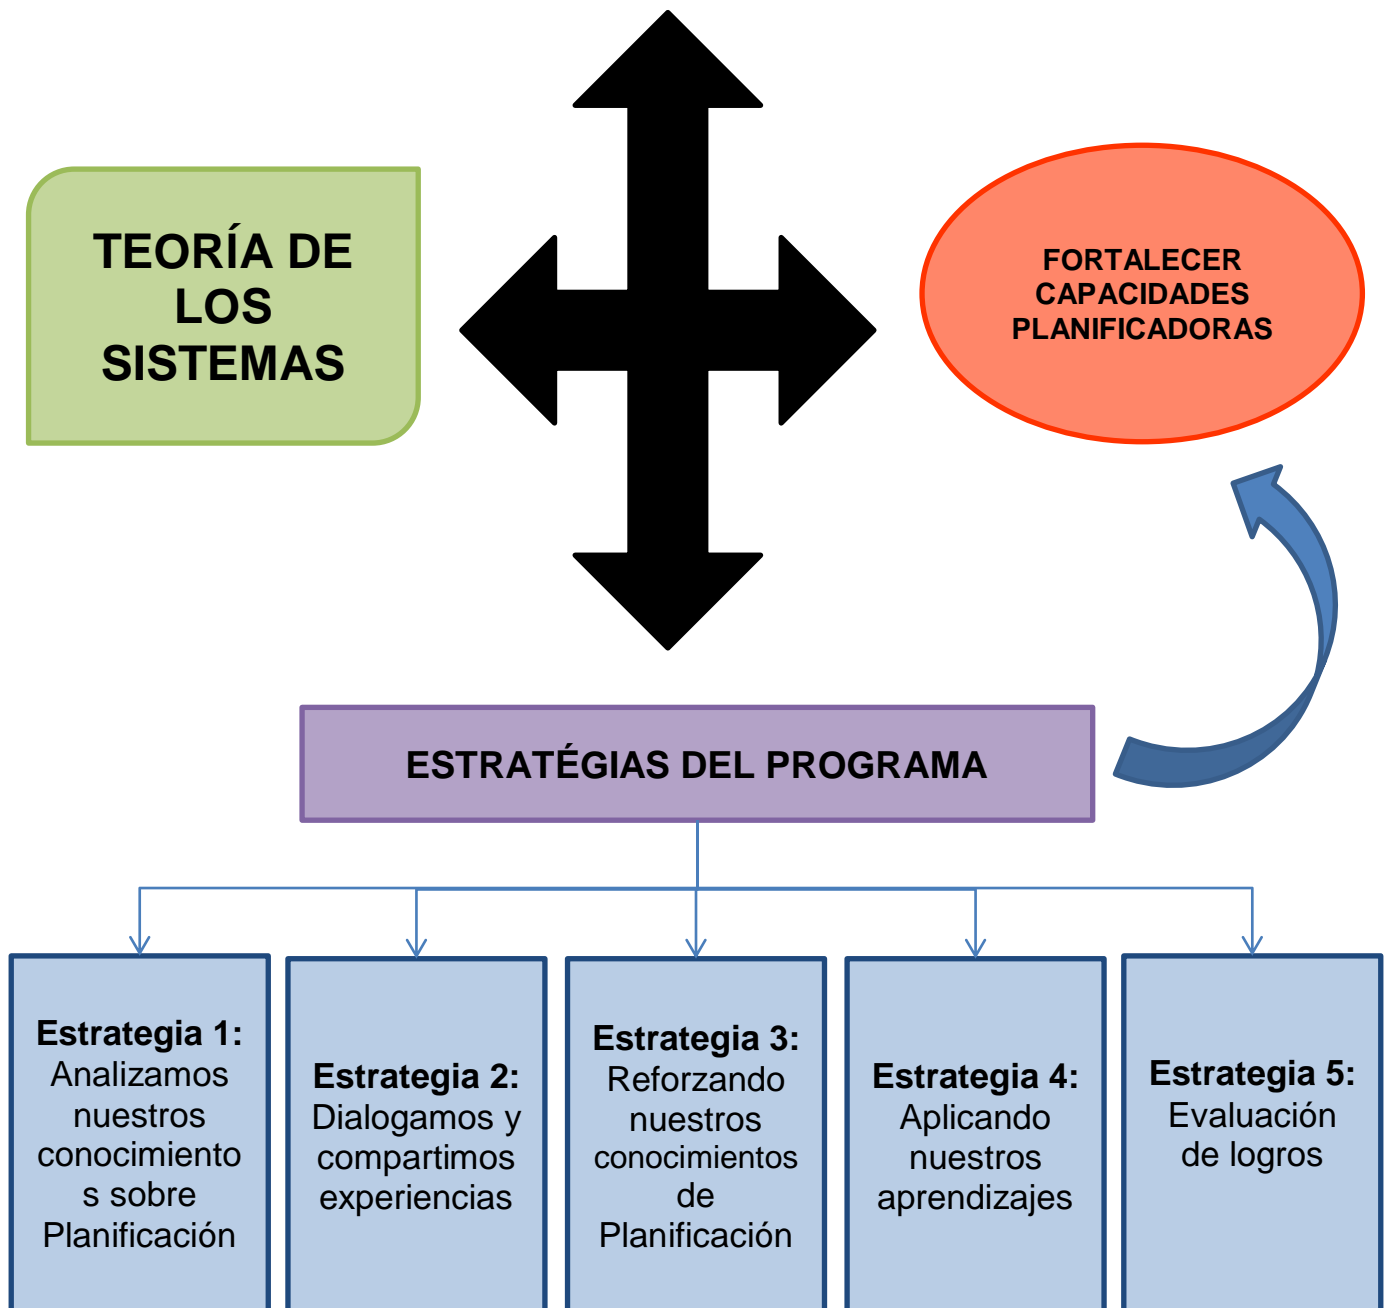 TEORÍA DE
LOS
SISTEMAS
FORTALECER
CAPACIDADES
PLANIFICADORAS
ESTRATÉGIAS DEL PROGRAMA
Estrategia 1:
Analizamos
nuestros
conocimiento
s sobre
Planificación
Estrategia 2:
Dialogamos y
compartimos
experiencias
Estrategia 3:
Reforzando
nuestros
conocimientos
de
Planificación
Estrategia 4:
Aplicando
nuestros
aprendizajes
Estrategia 5:
Evaluación
de logros